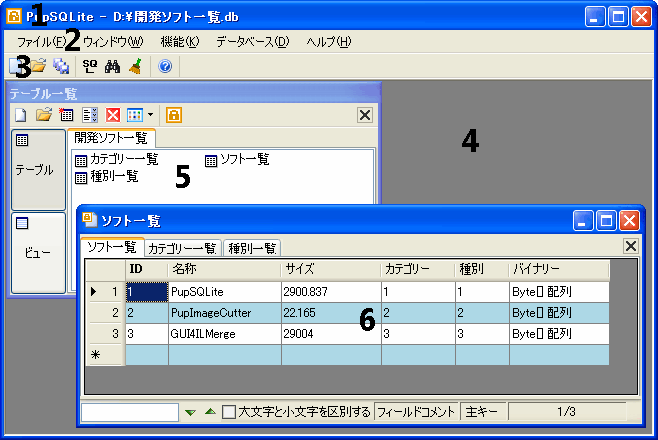 PupSQLite - D:¥開発ソフト一覧.db
1
ファイル(F) ウィンドウ(W) 機能(K) データベース(D) ヘルプ(H)
2
3
SQL
テーブル一覧
開発ソフト一覧
テーブル
カテゴリー一覧 ソフト一覧
種別一覧
ビュー
4
5
ソフト一覧
ソフト一覧 カテゴリー一覧 種別一覧
ID 名称 サイズ カテゴリー 種別 バイナリー
1 1 PupSQLite 2900.837 1 1 Byte[] 配列
2 2 PupImageCutter 22.165 2 2 Byte[] 配列
3 3 GUI4ILMerge 29004 3 3 Byte[] 配列
6
大文字と小文字を区別する フィールドコメント 主キー 1/3